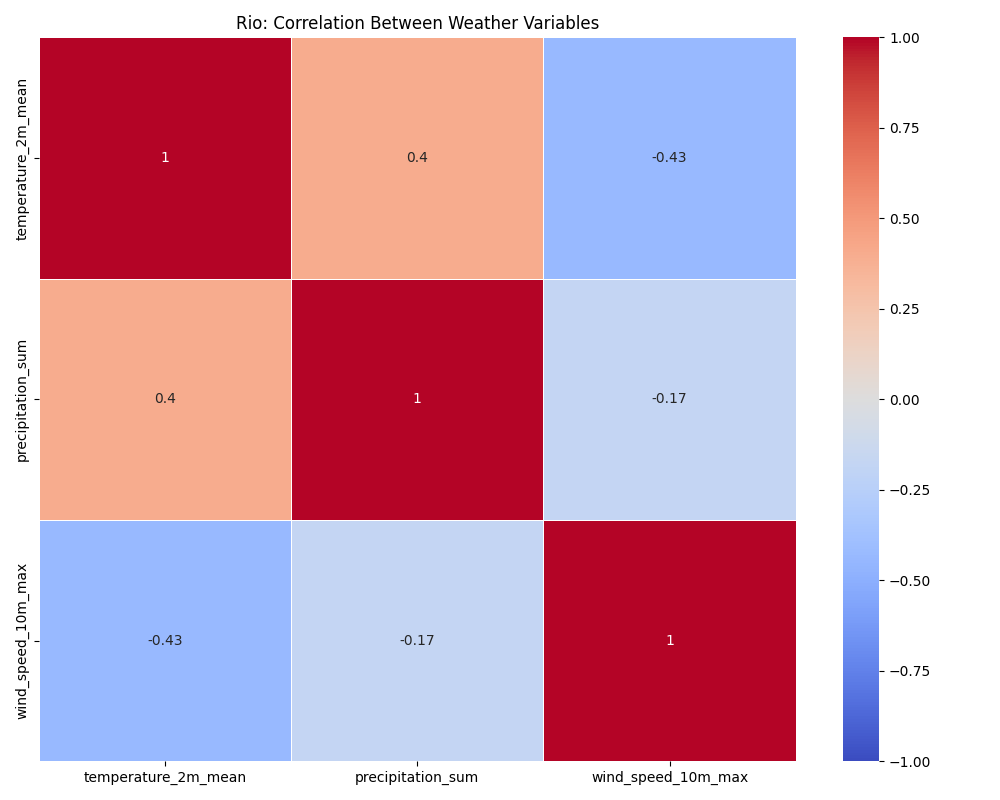 Rio: Correlation Between Weather Variables
temperature_2m_mean
1
0.4
-0.43
precipitation_sum
0.4
1
-0.17
wind_speed_10m_max
-0.43
-0.17
1
temperature_2m_mean
precipitation_sum
wind_speed_10m_max
1.00
0.75
0.50
0.25
0.00
−0.25
−0.50
−0.75
−1.00